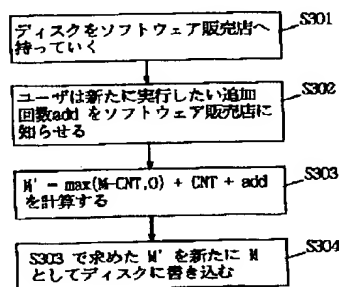 ディスクをソフトウェア販売店へ
持っていく
S301
ユーザは新たに実行したい追加
回数add をソフトウェア販売店に
知らせる
S302
M' = max(M-CNT,0) + CNT + add
を計算する
S303
S303 で求めた M' を新たに M
としてディスクに書き込む
S304